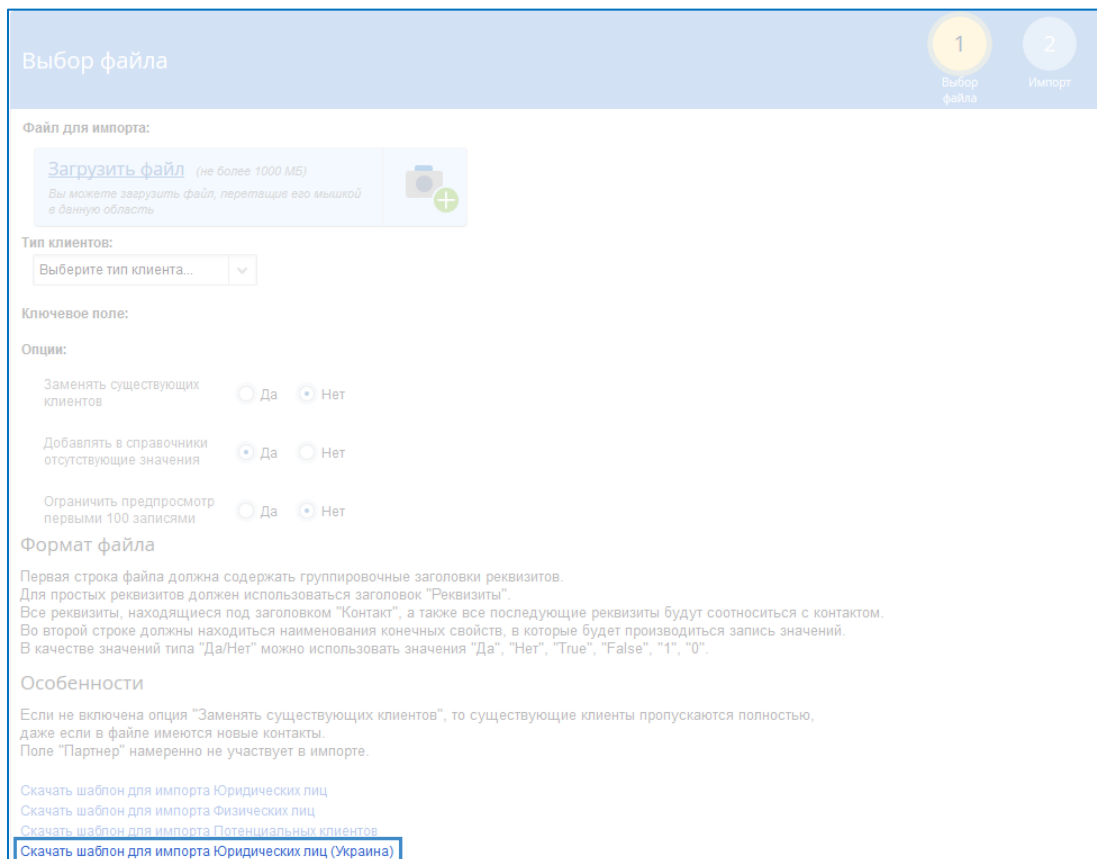 Выбор файла
1
Выбор
файла
2
Импорт
Файл для импорта:
Загрузить файл (не более 1000 МБ)
Вы можете загрузить файл, перетащив его мышкой
в данную область
Тип клиентов:
Выберите тип клиента...
Ключевое поле:
Опции:
Заменять существующих
клиентов
Да Нет
Добавлять в справочники
отсутствующие значения
Да Нет
Ограничить предпросмотр
первыми 100 записями
Да Нет
Формат файла
Первая строка файла должна содержать группировочные заголовки реквизитов.
Для простых реквизитов должен использоваться заголовок "Реквизиты".
Все реквизиты, находящиеся под заголовком "Контакт", а также все последующие реквизиты будут соотноситься с контактом.
Во второй строке должны находиться наименования конечных свойств, в которые будет производиться запись значений.
В качестве значений типа "Да/Нет" можно использовать значения "Да", "Нет", "True", "False", "1", "0".
Особенности
Если не включена опция "Заменять существующих клиентов", то существующие клиенты пропускаются полностью,
даже если в файле имеются новые контакты.
Поле "Партнер" намеренно не участвует в импорте.
Скачать шаблон для импорта Юридических лиц
Скачать шаблон для импорта Физических лиц
Скачать шаблон для импорта Потенциальных клиентов
Скачать шаблон для импорта Юридических лиц (Украина)